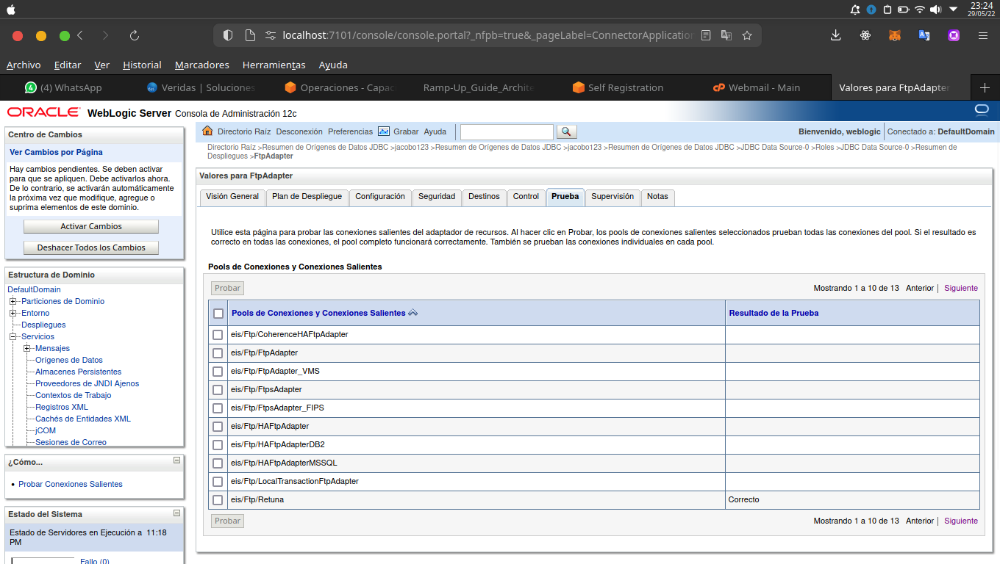 23:24
29/05/22
localhost:7101/console/console.portal?_nfpb=true&_pageLabel=ConnectorApplication
Archivo Editar Ver Historial Marcadores Herramientas Ayuda
(4) WhatsApp
Veridas | Soluciones
Operaciones - Capac
Ramp-Up_Guide_Archite
Self Registration
Webmail - Main
Valores para FtpAdapter
ORACLE WebLogic Server Consola de Administración 12c
Centro de Cambios
Ver Cambios por Página
Hay cambios pendientes. Se deben activar
para que se apliquen. Debe activarlos ahora.
De lo contrario, se activarán automáticamente
la próxima vez que modifique, agregue o
suprima elementos de este dominio.
Activar Cambios
Deshacer Todos los Cambios
Estructura de Dominio
DefaultDomain
Particiones de Dominio
Entorno
Despliegues
Servicios
Mensajes
Orígenes de Datos
Almacenes Persistentes
Proveedores de JNDI Ajenos
Contextos de Trabajo
Registros XML
Cachés de Entidades XML
jCOM
Sesiones de Correo
¿Cómo...
Probar Conexiones Salientes
Estado del Sistema
Estado de Servidores en Ejecución a 11:18
PM
Fallo (0)
Directorio Raíz Desconexión Preferencias Grabar Ayuda
Bienvenido, weblogic
Conectado a: DefaultDomain
Directorio Raíz >Resumen de Orígenes de Datos JDBC >jacobo123 >Resumen de Orígenes de Datos JDBC >jacobo123 >Resumen de Orígenes de Datos JDBC >JDBC Data Source-0 >Roles >JDBC Data Source-0 >Resumen de
Despliegues >FtpAdapter
Valores para FtpAdapter
Visión General Plan de Despliegue Configuración Seguridad Destinos Control Prueba Supervisión Notas
Utilice esta página para probar las conexiones salientes del adaptador de recursos. Al hacer clic en Probar, los pools de conexiones salientes seleccionados prueban todas las conexiones del pool. Si el resultado es
correcto en todas las conexiones, el pool completo funcionará correctamente. También se prueban las conexiones individuales en cada pool.
Pools de Conexiones y Conexiones Salientes
Probar
Mostrando 1 a 10 de 13 Anterior | Siguiente
Pools de Conexiones y Conexiones Salientes Resultado de la Prueba
eis/Ftp/CoherenceHAFtpAdapter
eis/Ftp/FtpAdapter
eis/Ftp/FtpAdapter_VMS
eis/Ftp/FtpsAdapter
eis/Ftp/FtpsAdapter_FIPS
eis/Ftp/HAFtpAdapter
eis/Ftp/HAFtpAdapterDB2
eis/Ftp/HAFtpAdapterMSSQL
eis/Ftp/LocalTransactionFtpAdapter
eis/Ftp/Retuna Correcto
Probar
Mostrando 1 a 10 de 13 Anterior | Siguiente